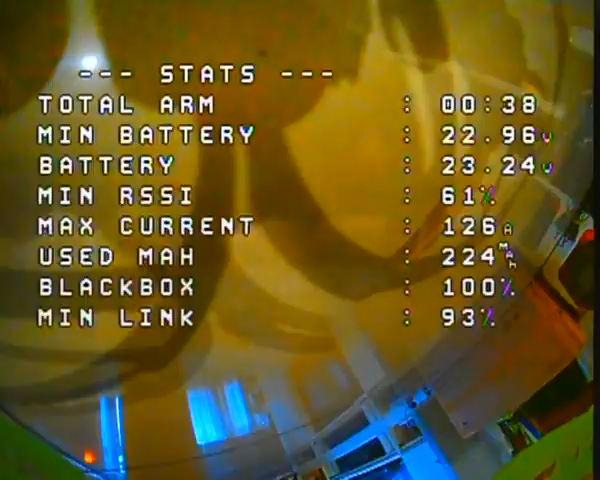 --- STATS ---
TOTAL ARM : 00:38
MIN BATTERY : 22.96V
BATTERY : 23.24V
MIN RSSI : 61%
MAX CURRENT : 126A
USED MAH : 224MAH
BLACKBOX : 100%
MIN LINK : 93%